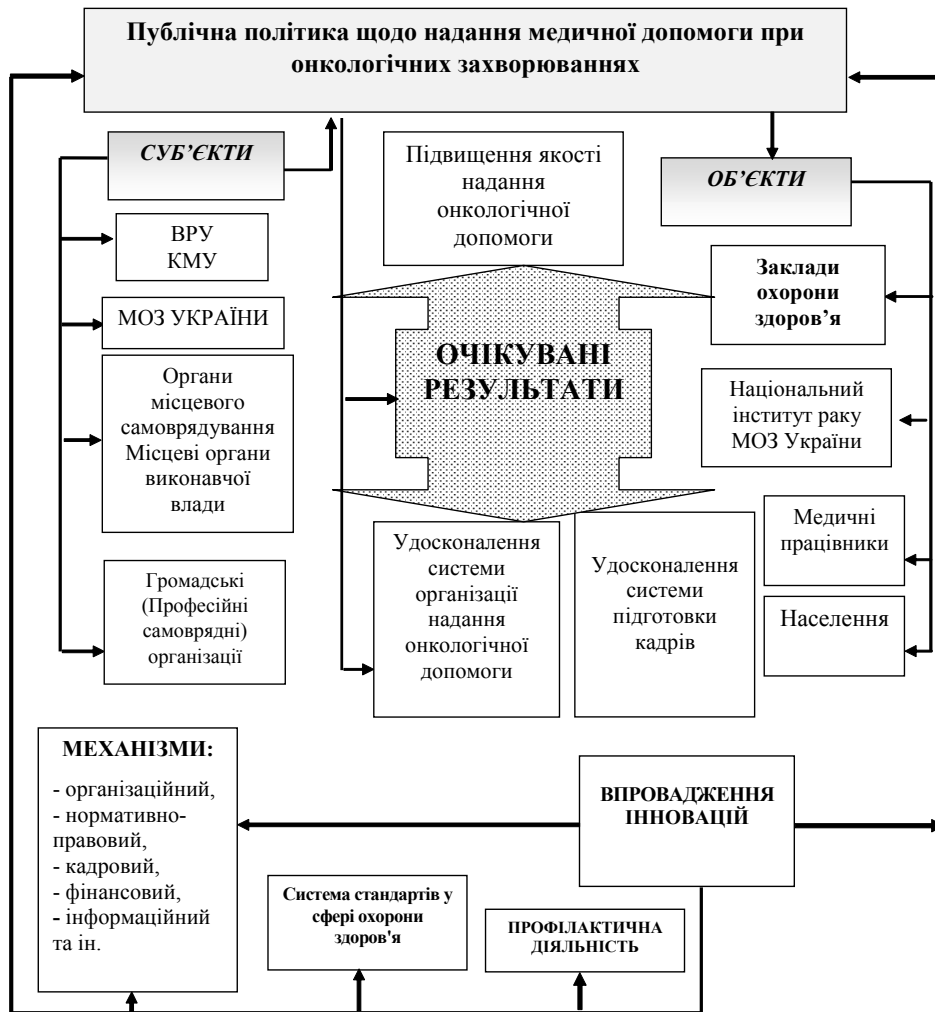 Публічна політика щодо надання медичної допомоги при
онкологічних захворюваннях
СУБ’ЄКТИ
ВРУ
КМУ
МОЗ УКРАЇНИ
Органи
місцевого
самоврядування
Місцеві органи
виконавчої
влади
Громадські
(Професійні
самоврядні)
організації
Підвищення якості
надання
онкологічної
допомоги
ОЧІКУВАНІ
РЕЗУЛЬТАТИ
Удосконалення
системи
організації
надання
онкологічної
допомоги
Удосконалення
системи
підготовки
кадрів
ОБ’ЄКТИ
Заклади
охорони
здоров’я
Національний
інститут раку
МОЗ України
Медичні
працівники
Населення
МЕХАНІЗМИ:
- організаційний,
- нормативно-
правовий,
- кадровий,
- фінансовий,
- інформаційний
та ін.
Система стандартів у
сфері охорони
здоров'я
ПРОФІЛАКТИЧНА
ДІЯЛЬНІСТЬ
ВПРОВАДЖЕННЯ
ІННОВАЦІЙ